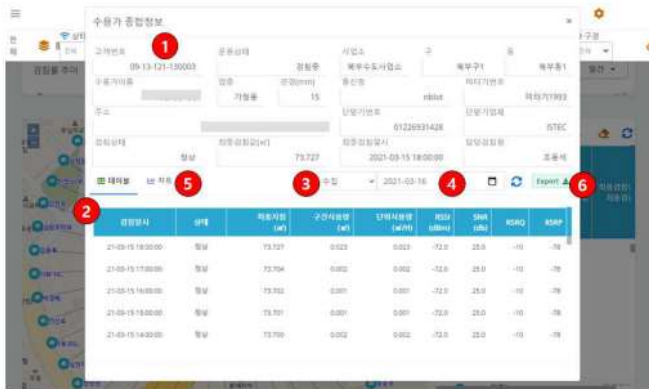 수용가 종합정보 ×
고객번호 운용상태 사업소 구 동
1
09-13-121-130003 검침중 북부수도사업소 북부구1 북부동1
수용가이름 업종 구경(mm) 통신방 미터기번호
가정용 15 nbIot 미터기1993
주소 단말기번호 단말기업체
01226931428 ISTEC
검침상태 최종검침값(㎥) 최종검침일시 담당검침원
정상 73.727 2021-03-15 18:00:00
테이블 차트 5 3 수집 2021-03-16 4 Export 6
2
검침일시 상태 적용지침 (㎥) 구간사용량 (㎥) 단위사용량 (㎥/H) RSSI (dBm) SNR (db) RSRQ RSRP
21-03-15 18:00:00 정상 73.727 0.023 0.023 -72.0 25.0 -10 -78
21-03-15 17:00:00 정상 73.704 0.002 0.002 -72.0 25.0 -10 -78
21-03-15 16:00:00 정상 73.702 0.001 0.001 -72.0 25.0 -10 -78
21-03-15 15:00:00 정상 73.701 0.001 0.001 -72.0 25.0 -10 -78
21-03-15 14:00:00 정상 73.700 0.002 0.002 -72.0 25.0 -10 -78